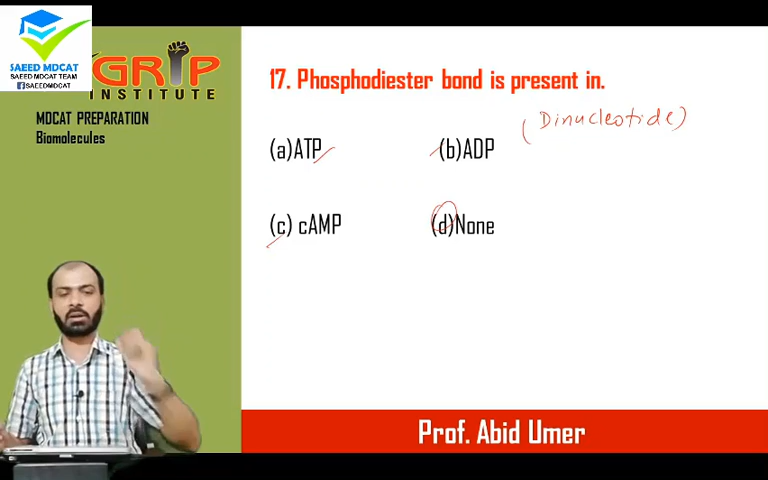 SAEED MDCAT
SAEED MDCAT TEAM
SAEEDMDCAT
GRIP
INSTITUTE
MDCAT PREPARATION
Biomolecules
17. Phosphodiester bond is present in.
(Dinucleotide)
(a)ATP
(b)ADP
(c) cAMP
(d)None
Prof. Abid Umer